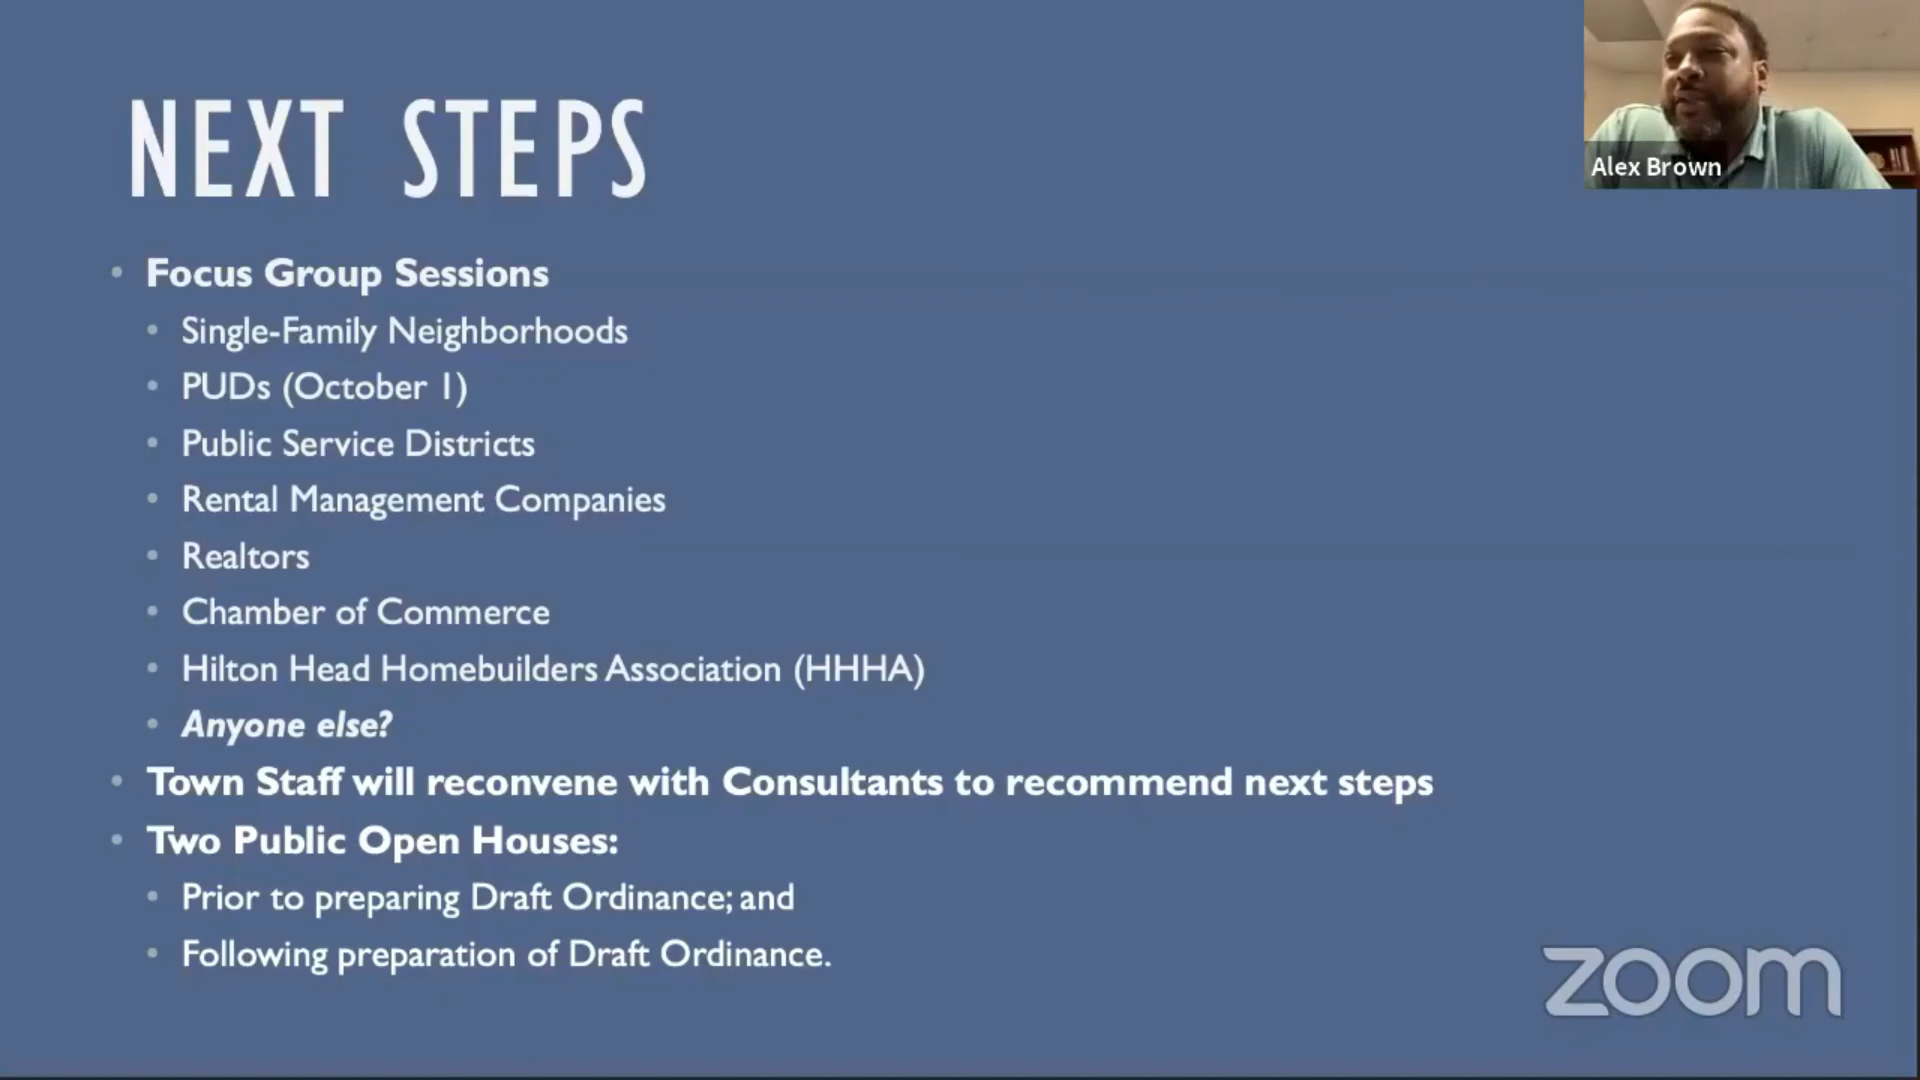 NEXT STEPS
Alex Brown
• Focus Group Sessions
• Single-Family Neighborhoods
• PUDs (October 1)
• Public Service Districts
• Rental Management Companies
• Realtors
• Chamber of Commerce
• Hilton Head Homebuilders Association (HHHA)
• Anyone else?
• Town Staff will reconvene with Consultants to recommend next steps
• Two Public Open Houses:
• Prior to preparing Draft Ordinance; and
• Following preparation of Draft Ordinance.
zoom